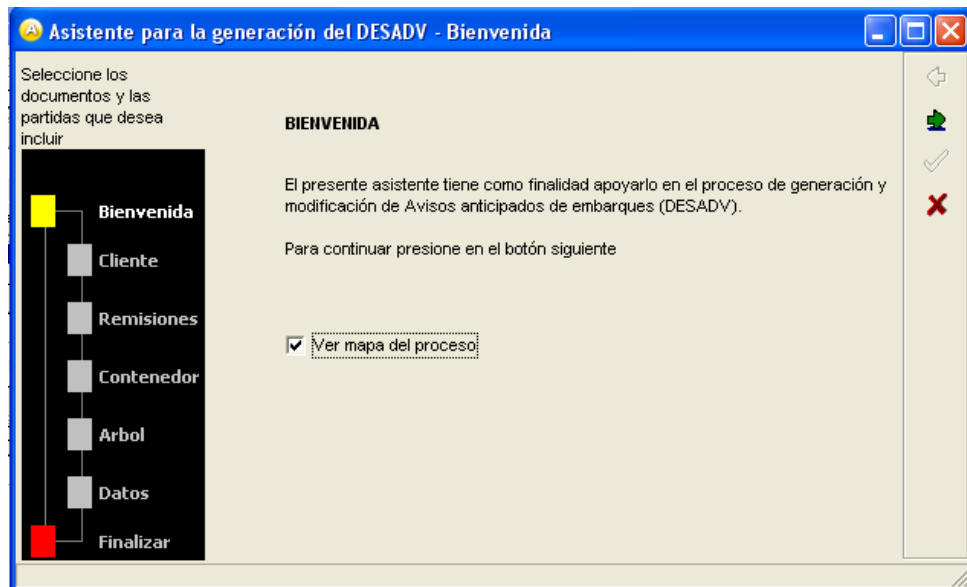 Asistente para la generación del DESADV - Bienvenida
Seleccione los
documentos y las
partidas que desea
incluir
Bienvenida
Cliente
Remisiones
Contenedor
Arbol
Datos
Finalizar
BIENVENIDA
El presente asistente tiene como finalidad apoyarlo en el proceso de generación y
modificación de Avisos anticipados de embarques (DESADV).
Para continuar presione en el botón siguiente
Ver mapa del proceso